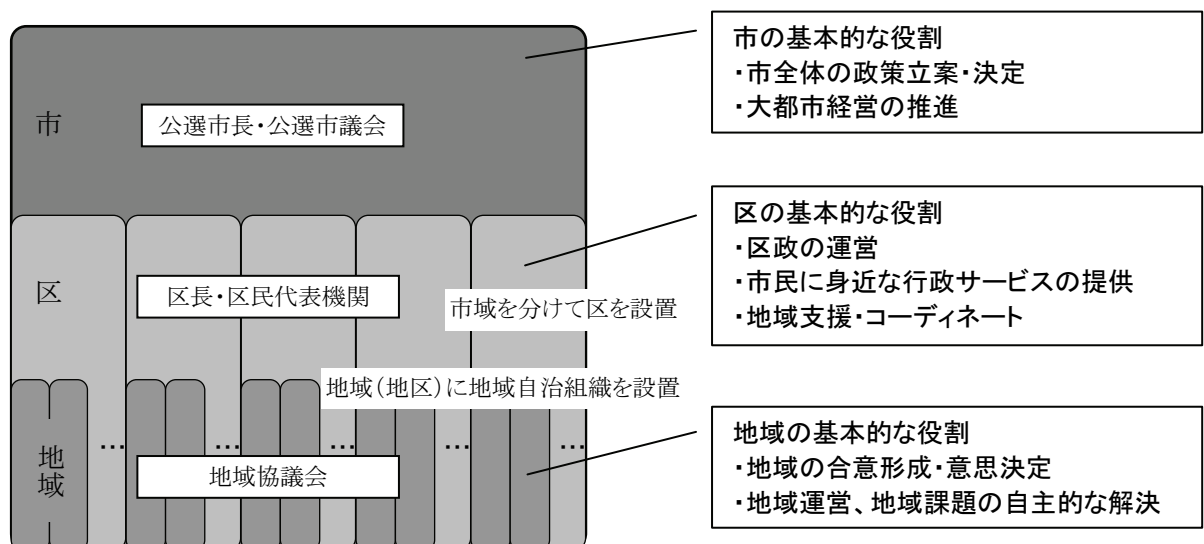 市
公選市長・公選市議会
市の基本的な役割
・市全体の政策立案・決定
・大都市経営の推進
区
区長・区民代表機関
市域を分けて区を設置
区の基本的な役割
・区政の運営
・市民に身近な行政サービスの提供
・地域支援・コーディネート
地域(地区)に地域自治組織を設置
地域
… … … … …
地域協議会
地域の基本的な役割
・地域の合意形成・意思決定
・地域運営、地域課題の自主的な解決